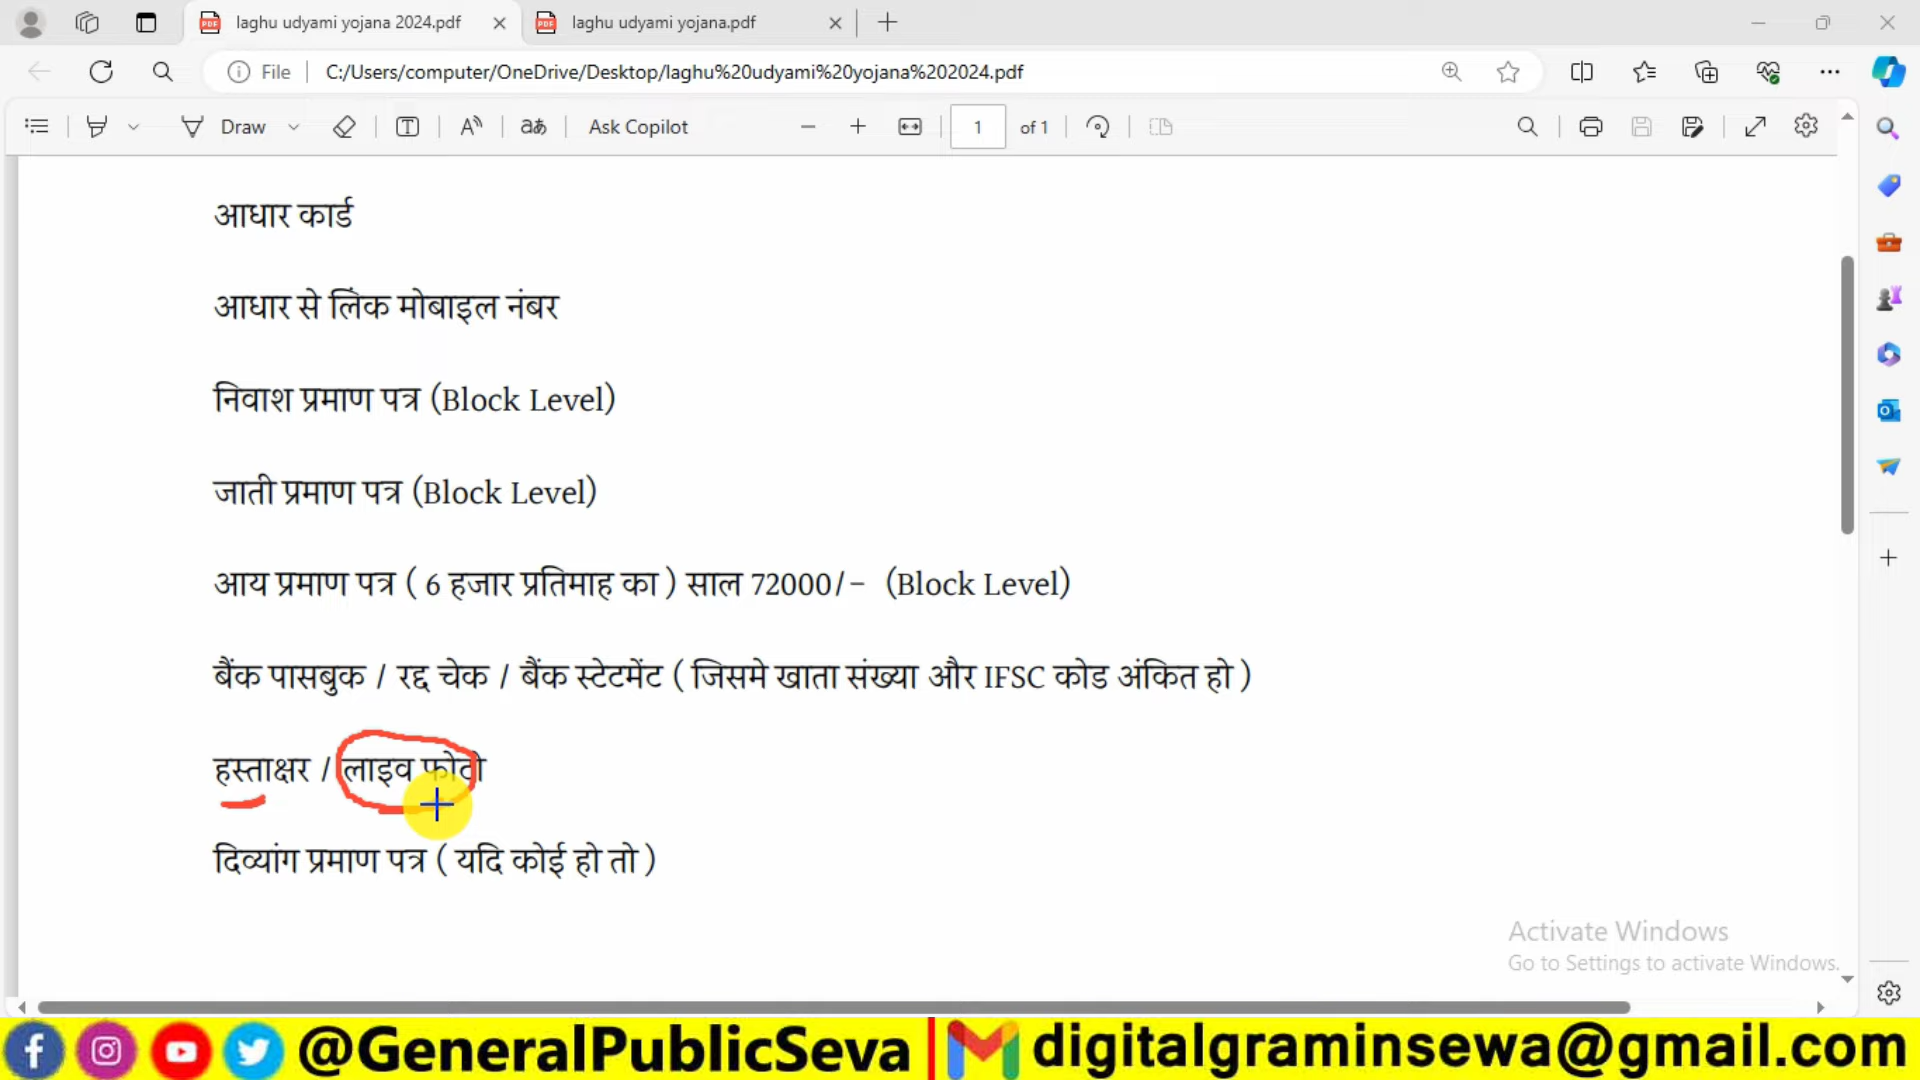 laghu udyami yojana 2024.pdf
laghu udyami yojana.pdf
File
C:/Users/computer/OneDrive/Desktop/laghu%20udyami%20yojana%202024.pdf
Draw
Ask Copilot
1 of 1
आधार कार्ड
आधार से लिंक मोबाइल नंबर
निवाश प्रमाण पत्र (Block Level)
जाती प्रमाण पत्र (Block Level)
आय प्रमाण पत्र ( 6 हजार प्रतिमाह का ) साल 72000/- (Block Level)
बैंक पासबुक / रद्द चेक / बैंक स्टेटमेंट ( जिसमे खाता संख्या और IFSC कोड अंकित हो )
हस्ताक्षर / लाइव फोटो
दिव्यांग प्रमाण पत्र ( यदि कोई हो तो )
Activate Windows
Go to Settings to activate Windows.
@GeneralPublicSeva
digitalgraminsewa@gmail.com